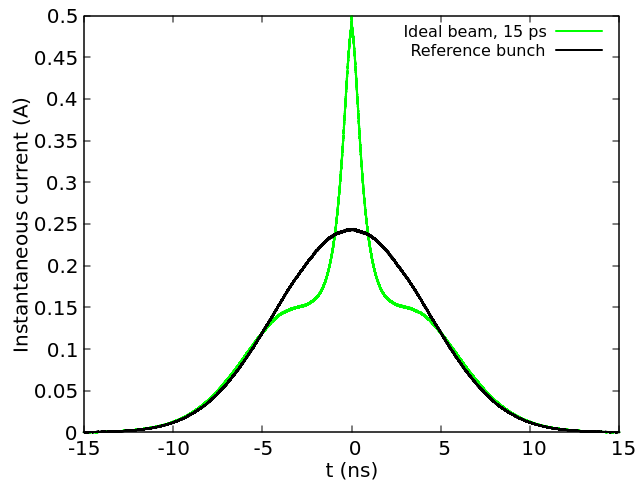 Ideal beam, 15 ps
Reference bunch
Instantaneous current (A)
0.5
0.45
0.4
0.35
0.3
0.25
0.2
0.15
0.1
0.05
0
-15 -10 -5 0 5 10 15
t (ns)